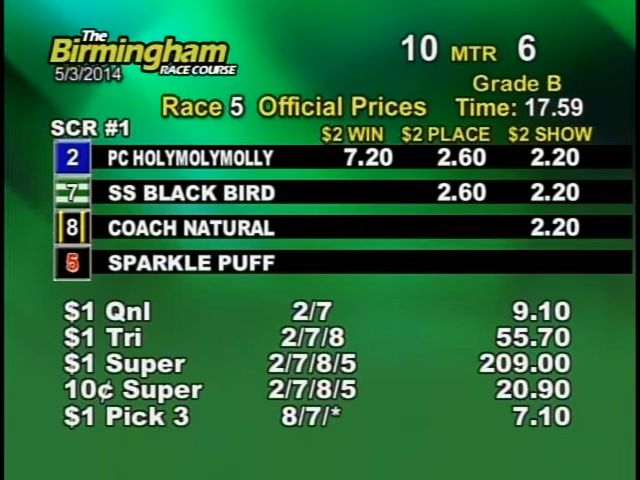 The
Birmingham
RACE COURSE
5/3/2014
10 MTR 6
Grade B
Race 5 Official Prices Time: 17.59
SCR #1
$2 WIN $2 PLACE $2 SHOW
2 PC HOLYMOLYMOLLY 7.20 2.60 2.20
7 SS BLACK BIRD 2.60 2.20
8 COACH NATURAL 2.20
5 SPARKLE PUFF
$1 Qnl 2/7 9.10
$1 Tri 2/7/8 55.70
$1 Super 2/7/8/5 209.00
10¢ Super 2/7/8/5 20.90
$1 Pick 3 8/7/* 7.10